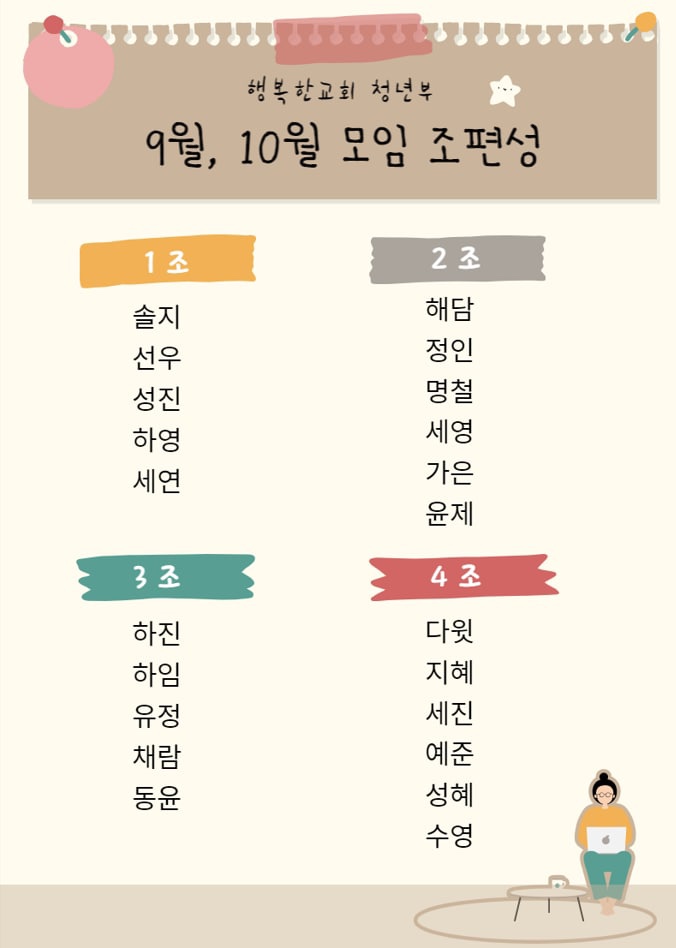 행복한교회 청년부
9월, 10월 모임 조편성
1 조
솔지
선우
성진
하영
세연
2 조
해담
정인
명철
세영
가은
윤제
3 조
하진
하임
유정
채람
동윤
4 조
다윗
지혜
세진
예준
성혜
수영